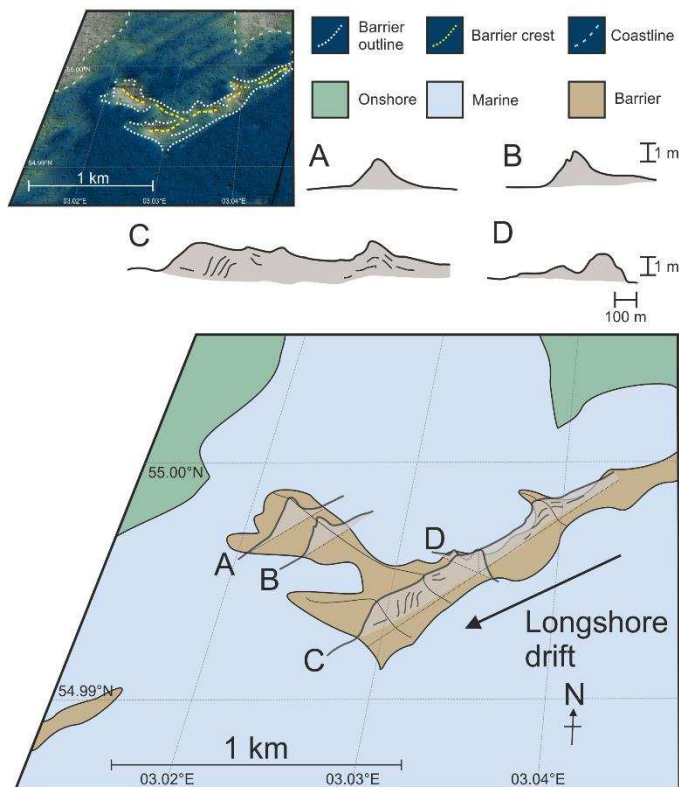 55.00°N
54.99°N
1 km
03.02°E
03.03°E
03.04°E
Barrier
outline
Barrier crest
Coastline
Onshore
Marine
Barrier
A
B
1 m
C
D
1 m
100 m
55.00°N
A
B
D
C
Longshore
drift
N
54.99°N
1 km
03.02°E
03.03°E
03.04°E